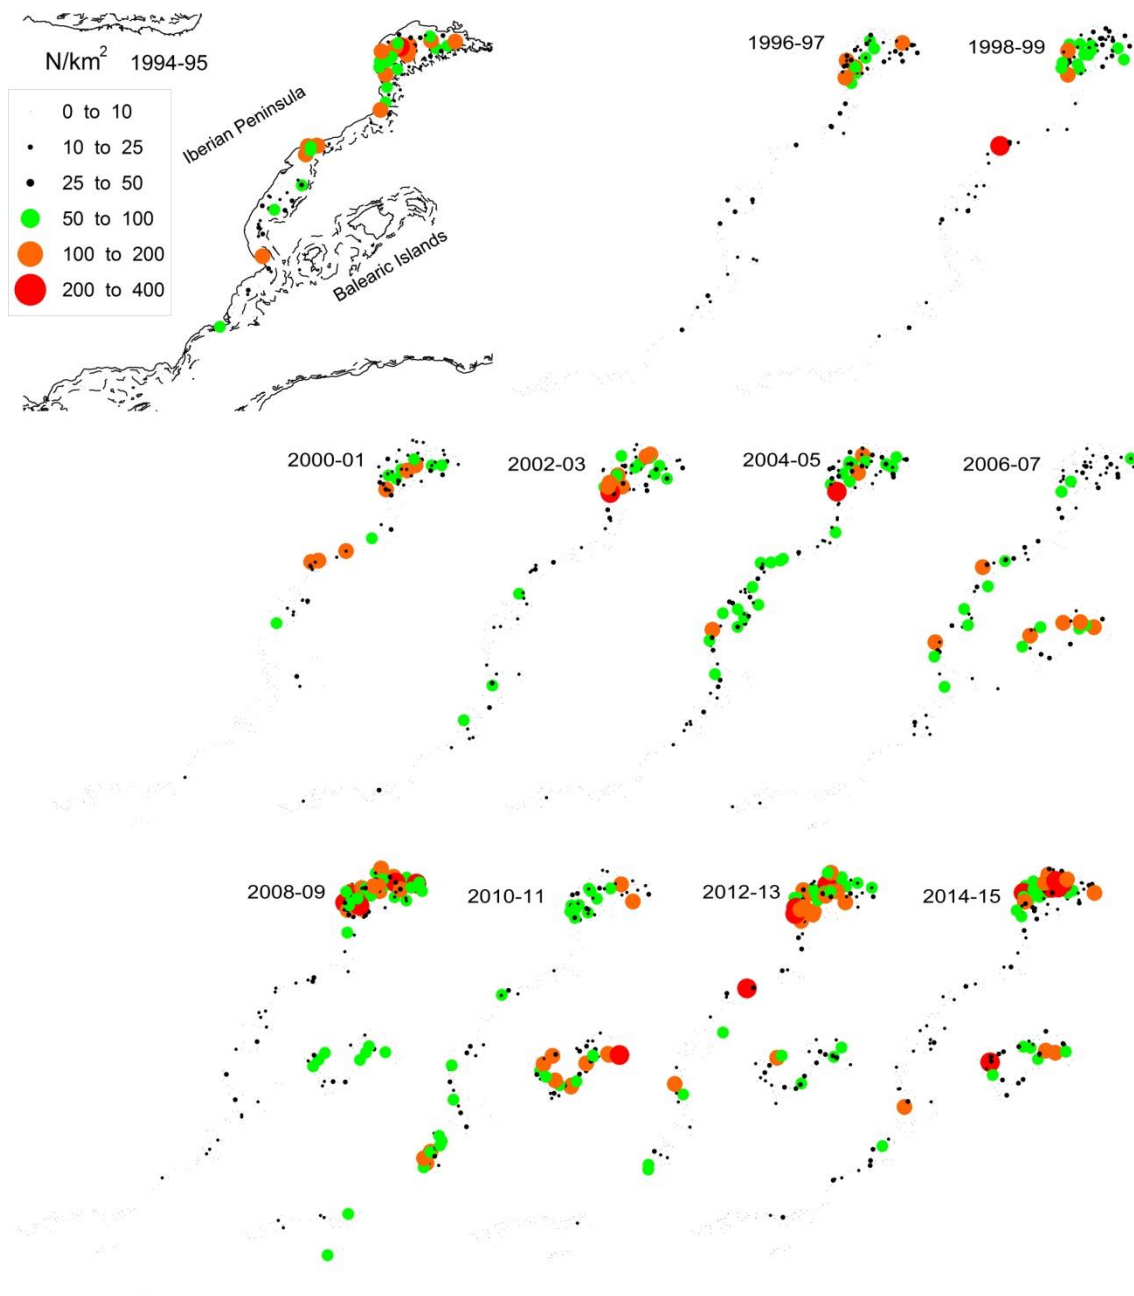 N/km² 1994-95
0 to 10
10 to 25
25 to 50
50 to 100
100 to 200
200 to 400
Iberian Peninsula
Balearic Islands
1996-97
1998-99
2000-01
2002-03
2004-05
2006-07
2008-09
2010-11
2012-13
2014-15